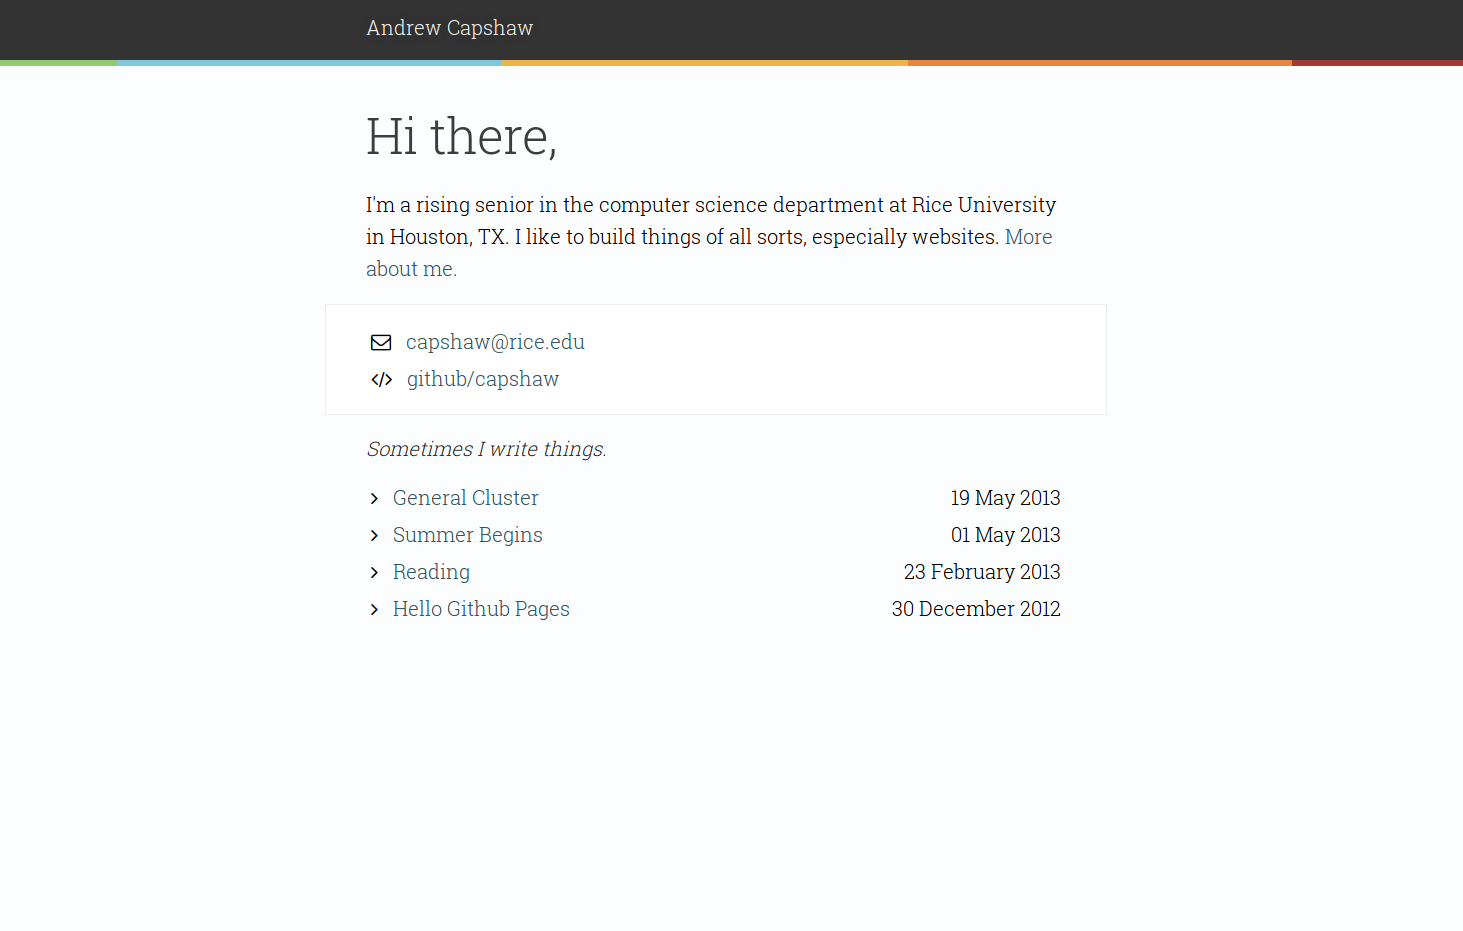 Andrew Capshaw
Hi there,
I'm a rising senior in the computer science department at Rice University
in Houston, TX. I like to build things of all sorts, especially websites. More
about me.
capshaw@rice.edu
github/capshaw
Sometimes I write things.
General Cluster 19 May 2013
Summer Begins 01 May 2013
Reading 23 February 2013
Hello Github Pages 30 December 2012